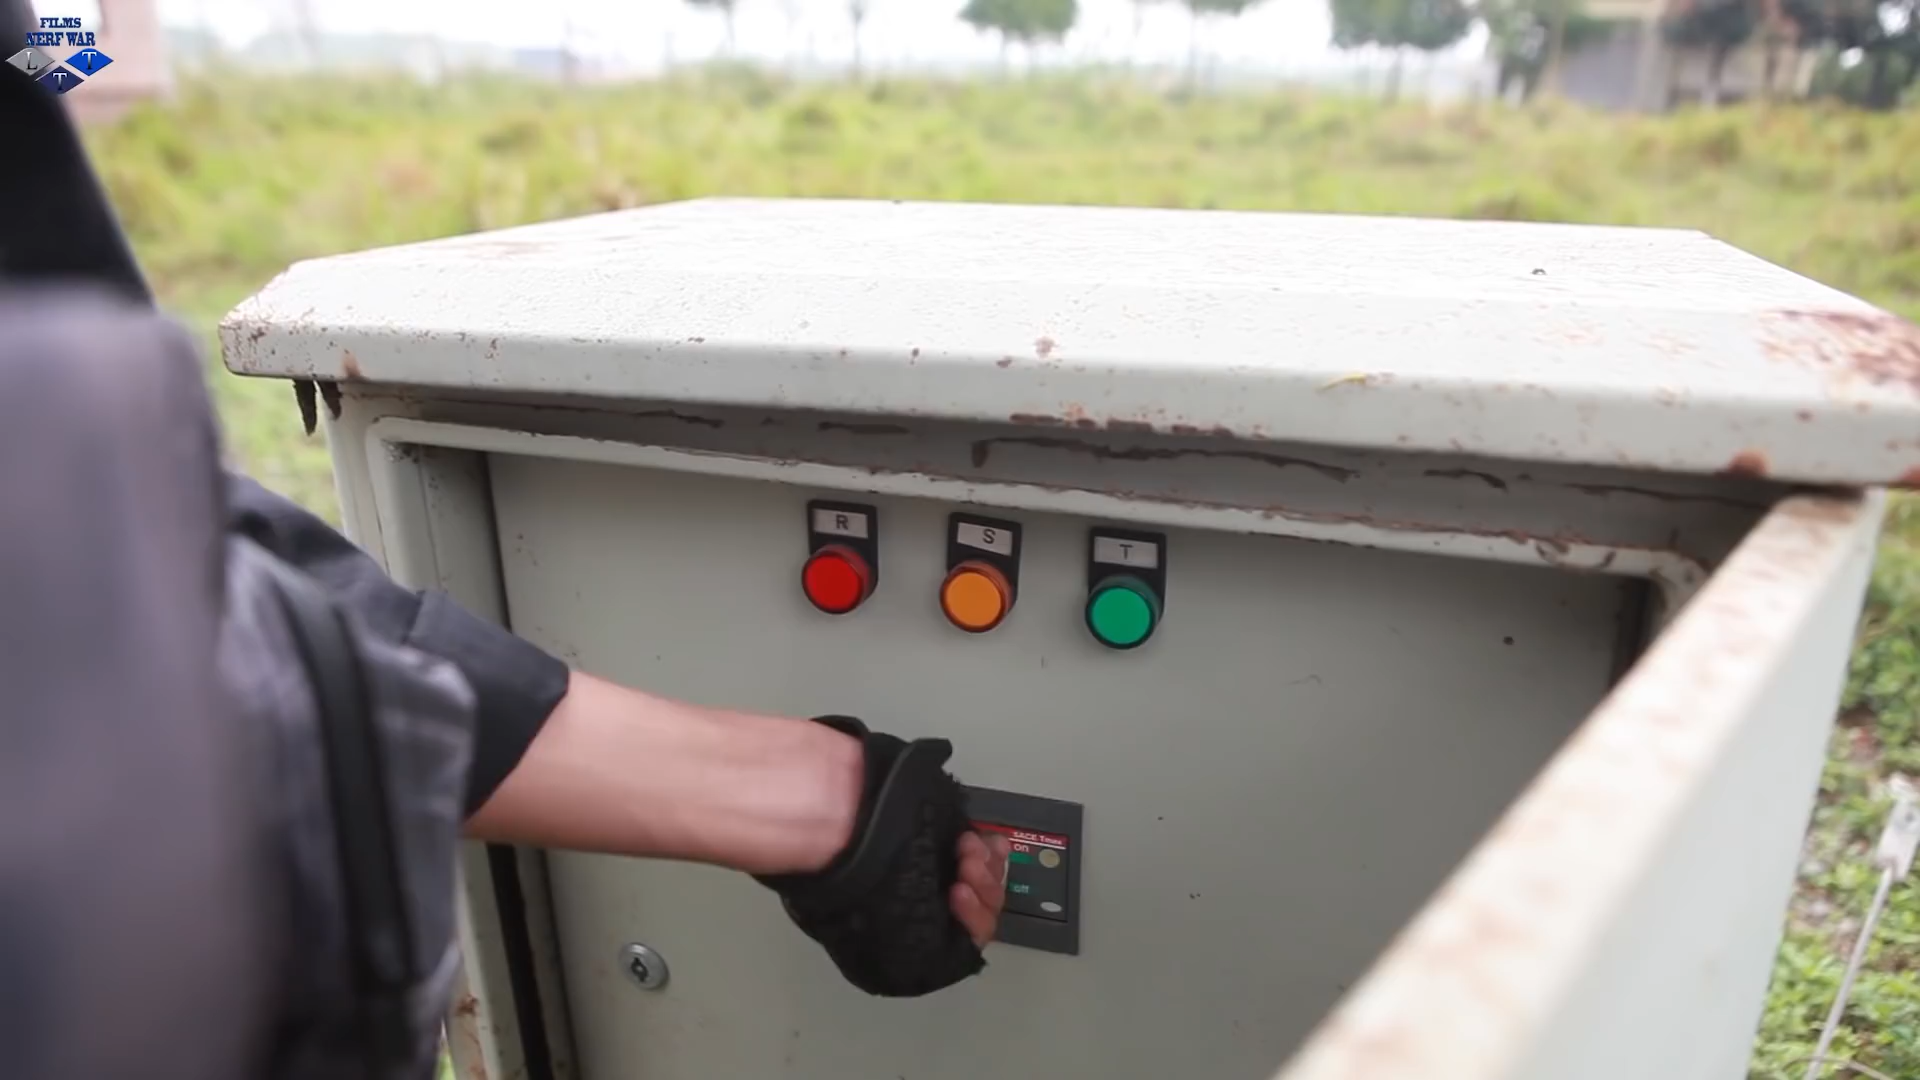 FILMS
NERF WAR
L T
T
R
S
T
SACE Tmax
on
off